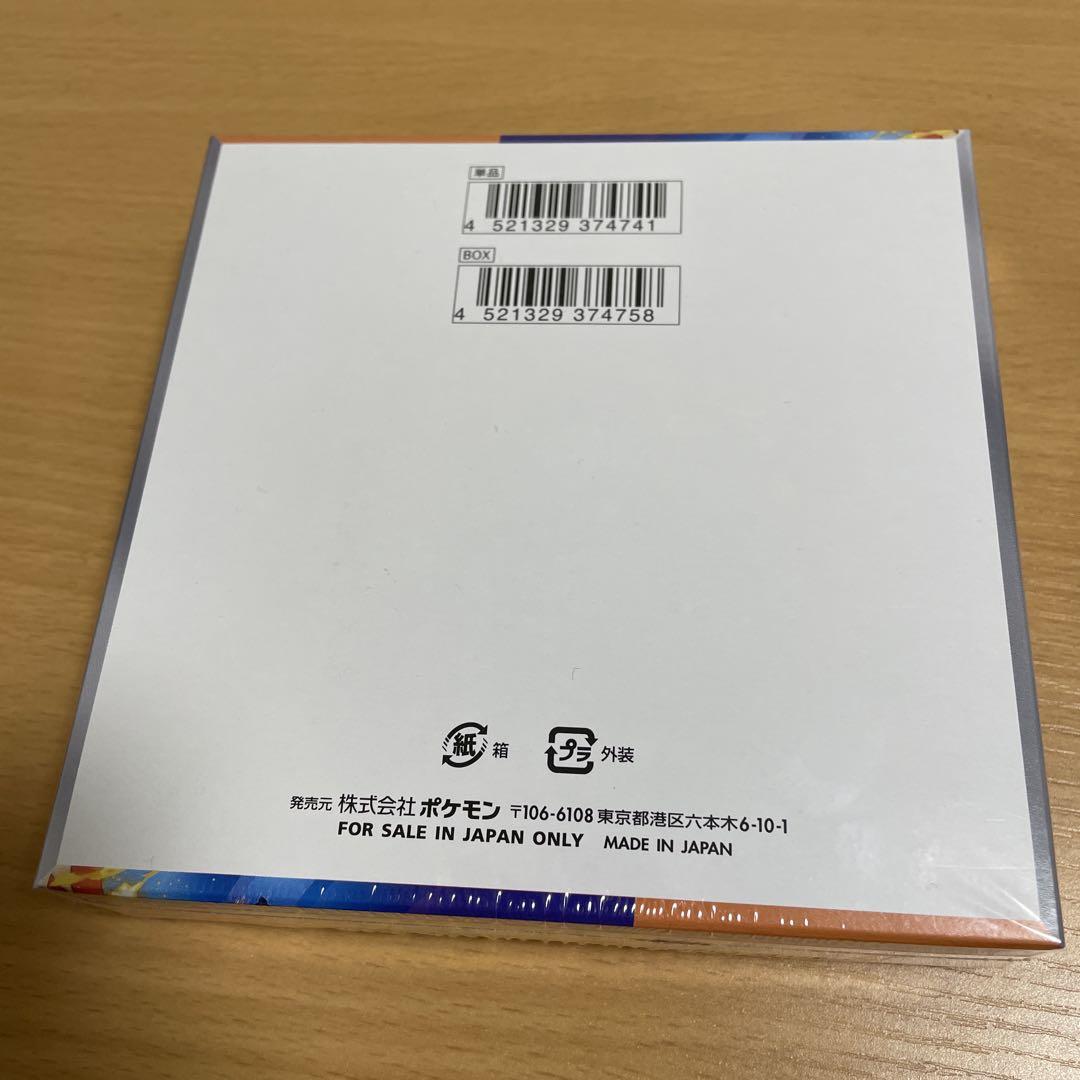 単品
4 521329 374741
BOX
4 521329 374758
紙 箱 プラ 外装
発売元 株式会社 ポケモン 〒106-6108 東京都港区六本木6-10-1
FOR SALE IN JAPAN ONLY MADE IN JAPAN